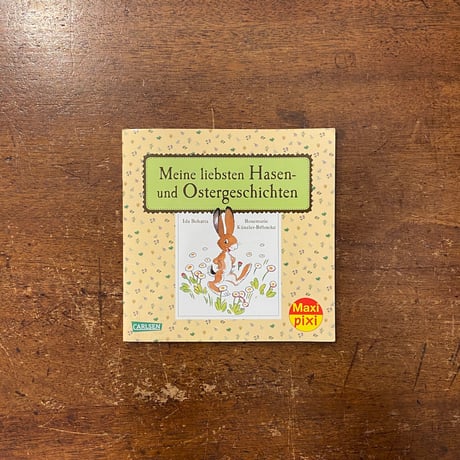 Meine liebsten Hasen-
und Ostergeschichten
Ida Bohatta Rosemarie
Künzler-Behncke
Maxi
pixi
CARLSEN